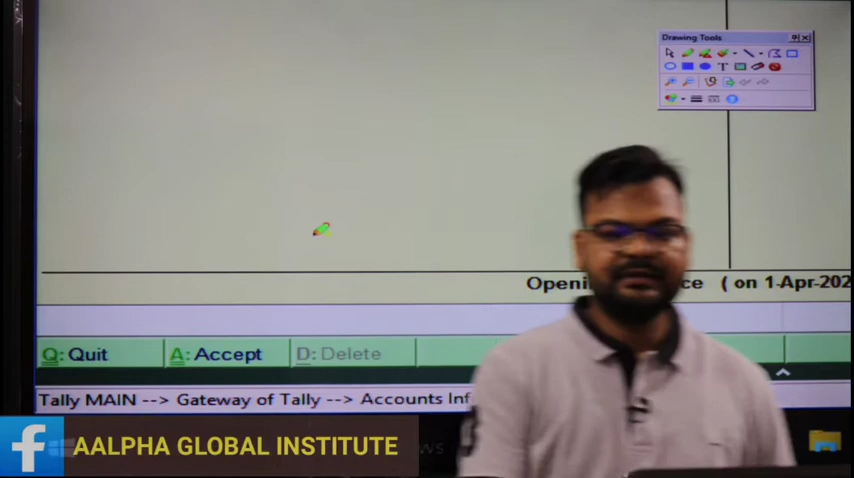 Drawing Tools
Openi ce ( on 1-Apr-202
Q: Quit A: Accept D: Delete
Tally MAIN --> Gateway of Tally --> Accounts Inf
AALPHA GLOBAL INSTITUTE